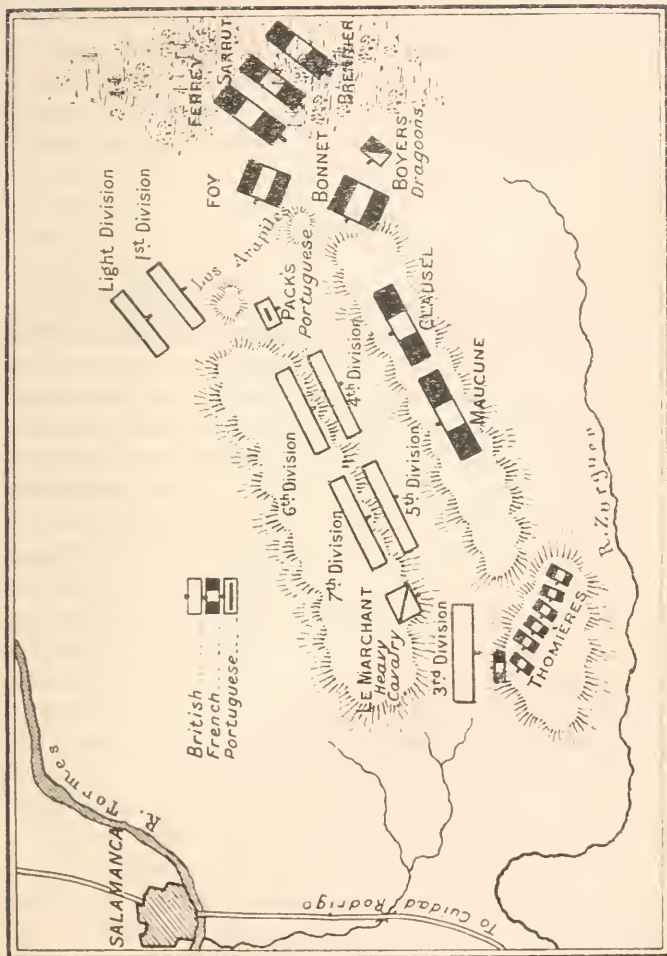 FERREY
SARRUT
BRENNIER
Light Division
1st Division
FOY
BONNET
BOYERS
Dragoons.
Los Arapiles
PACK'S
Portuguese
CLAUSEL
4th Division
6th Division
MAUCUNE
5th Division
7th Division
R. Zurguen
British
French
Portuguese
LE MARCHANT
Heavy
Cavalry
3rd Division
THOMIÈRES
R. Tormes
SALAMANCA
To Cuidad Rodrigo